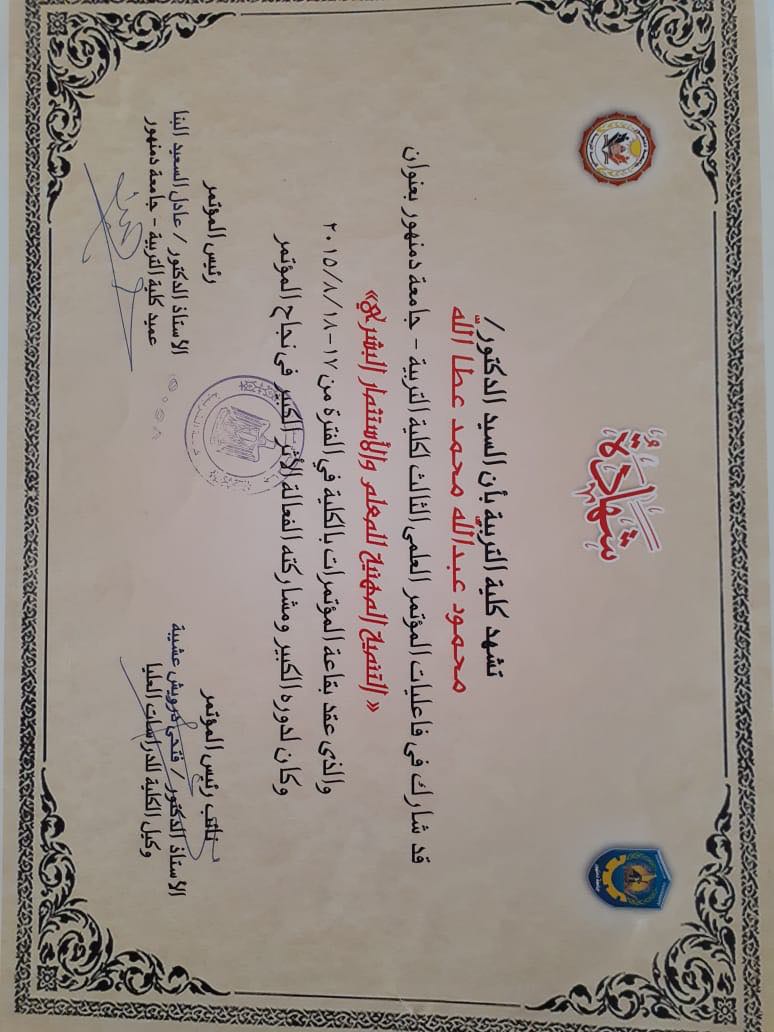 شَهَادَةُ
جامعة دمنهور
تشهد كلية التربية بأن السيد الدكتور/
محمود عبدالله محمد عطا الله
قد شارك فى فاعليات المؤتمر العلمى الثالث لكلية التربية - جامعة دمنهور بعنوان
« التنمية المهنية للمعلم والأستثمار البشري»
والذى عقد بقاعة المؤتمرات بالكلية في الفترة من ١٧-٢٠١٥/٨/١٨
وكان لدوره الكبير ومشاركته الفعالة الأثر الكبير فى نجاح المؤتمر
نائب رئيس المؤتمر
الأستاذ الدكتور / فتحى درويش عشيبة
وكيل الكلية للدراسات العليا
رئيس المؤتمر
الأستاذ الدكتور / عادل السعيد البنا
عميد كلية التربية - جامعة دمنهور